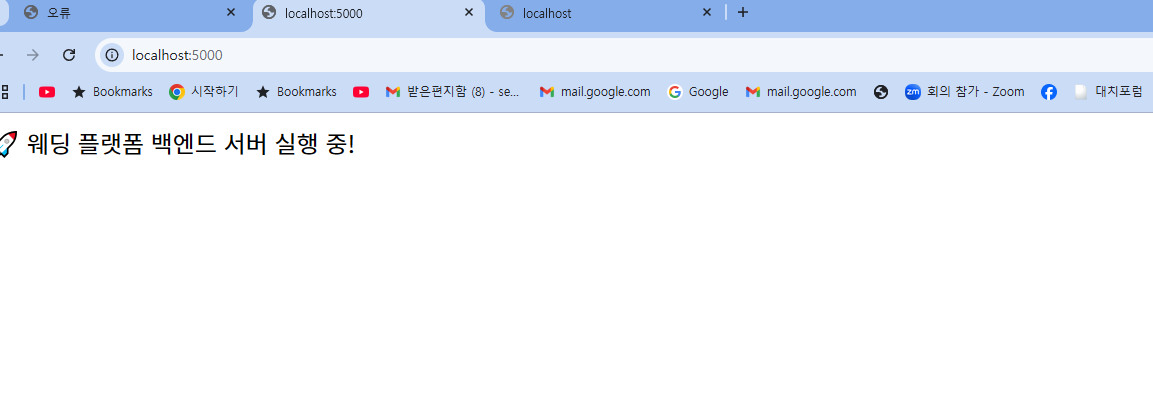 오류 localhost:5000 localhost
localhost:5000
Bookmarks 시작하기 Bookmarks 받은편지함 (8) - se... mail.google.com Google mail.google.com zm 회의 참가 - Zoom 대치포럼
🚀 웨딩 플랫폼 백엔드 서버 실행 중!